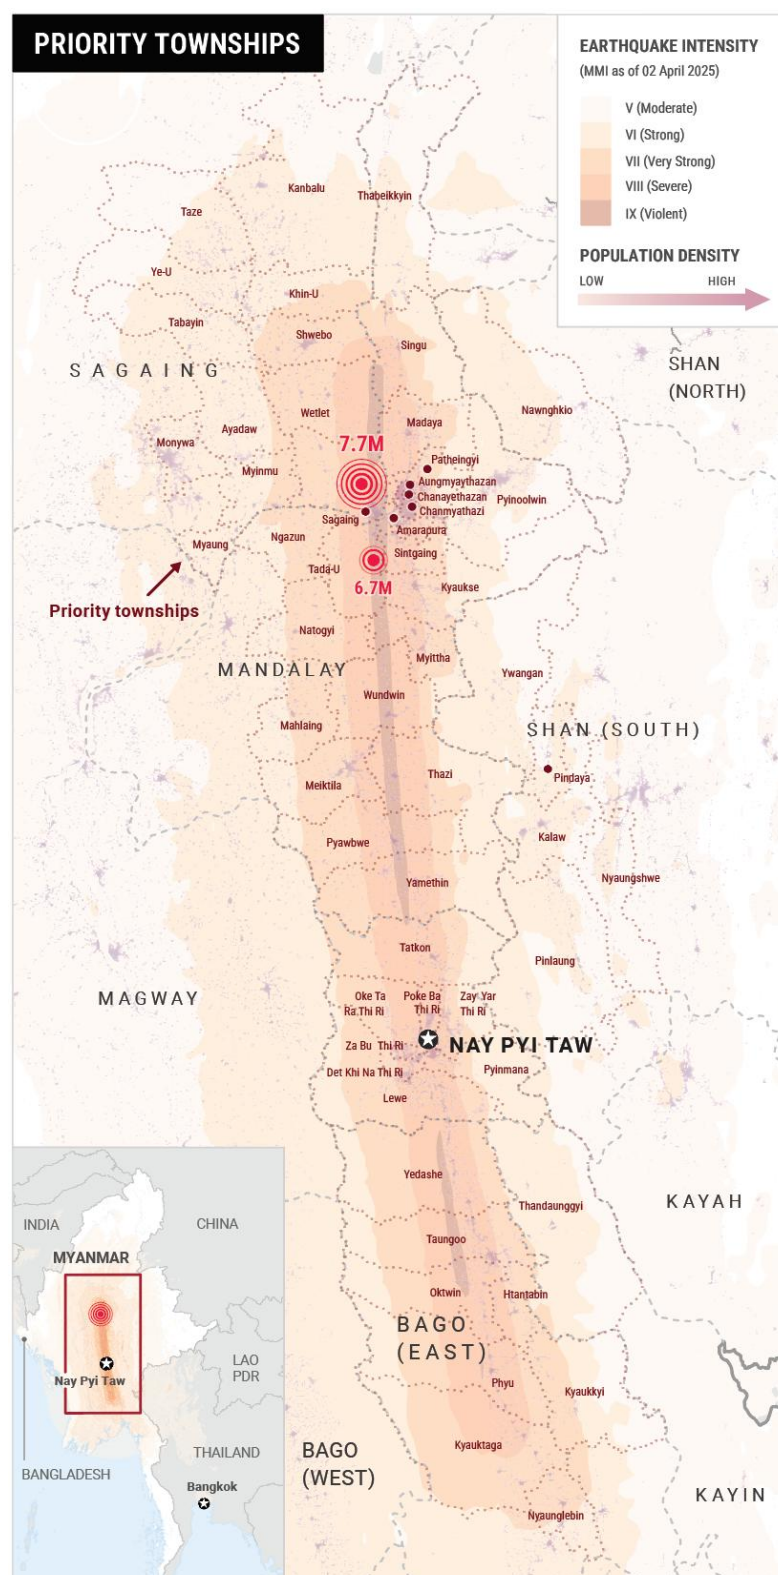 PRIORITY TOWNSHIPS
EARTHQUAKE INTENSITY
(MMI as of 02 April 2025)
V (Moderate)
VI (Strong)
VII (Very Strong)
VIII (Severe)
IX (Violent)
POPULATION DENSITY
LOW
HIGH
Kanbalu
Thabeikkyin
Taze
Ye-U
Khin-U
Tabayin
Shwebo
Singu
SAGAING
SHAN
(NORTH)
Wetlet
Nawnghkio
Madaya
Ayadaw
Monywa
7.7M
Patheingyi
Myinmu
Aungmyaythazan
Chanayethazan
Pyinoolwin
Chanmyathazi
Sagaing
Amarapura
Ngazun
Myaung
Sintgaing
Tada-U
6.7M
Kyaukse
Priority townships
Natogyi
Myittha
MANDALAY
Ywangan
Wundwin
Mahlaing
SHAN (SOUTH)
Thazi
Pindaya
Meiktila
Kalaw
Pyawbwe
Nyaungshwe
Yamethin
Tatkon
Pinlaung
MAGWAY
Oke Ta
Ra Thi Ri
Poke Ba
Thi Ri
Zay Yar
Thi Ri
Za Bu Thi Ri
NAY PYI TAW
Det Khi Na Thi Ri
Pyinmana
Lewe
Yedashe
Thandaunggyi
KAYAH
Taungoo
Oktwin
Htantabin
BAGO
(EAST)
Phyu
Kyaukkyi
Kyauktaga
BAGO
(WEST)
KAYIN
Nyaunglebin
INDIA
CHINA
MYANMAR
LAO
PDR
Nay Pyi Taw
THAILAND
BANGLADESH
Bangkok